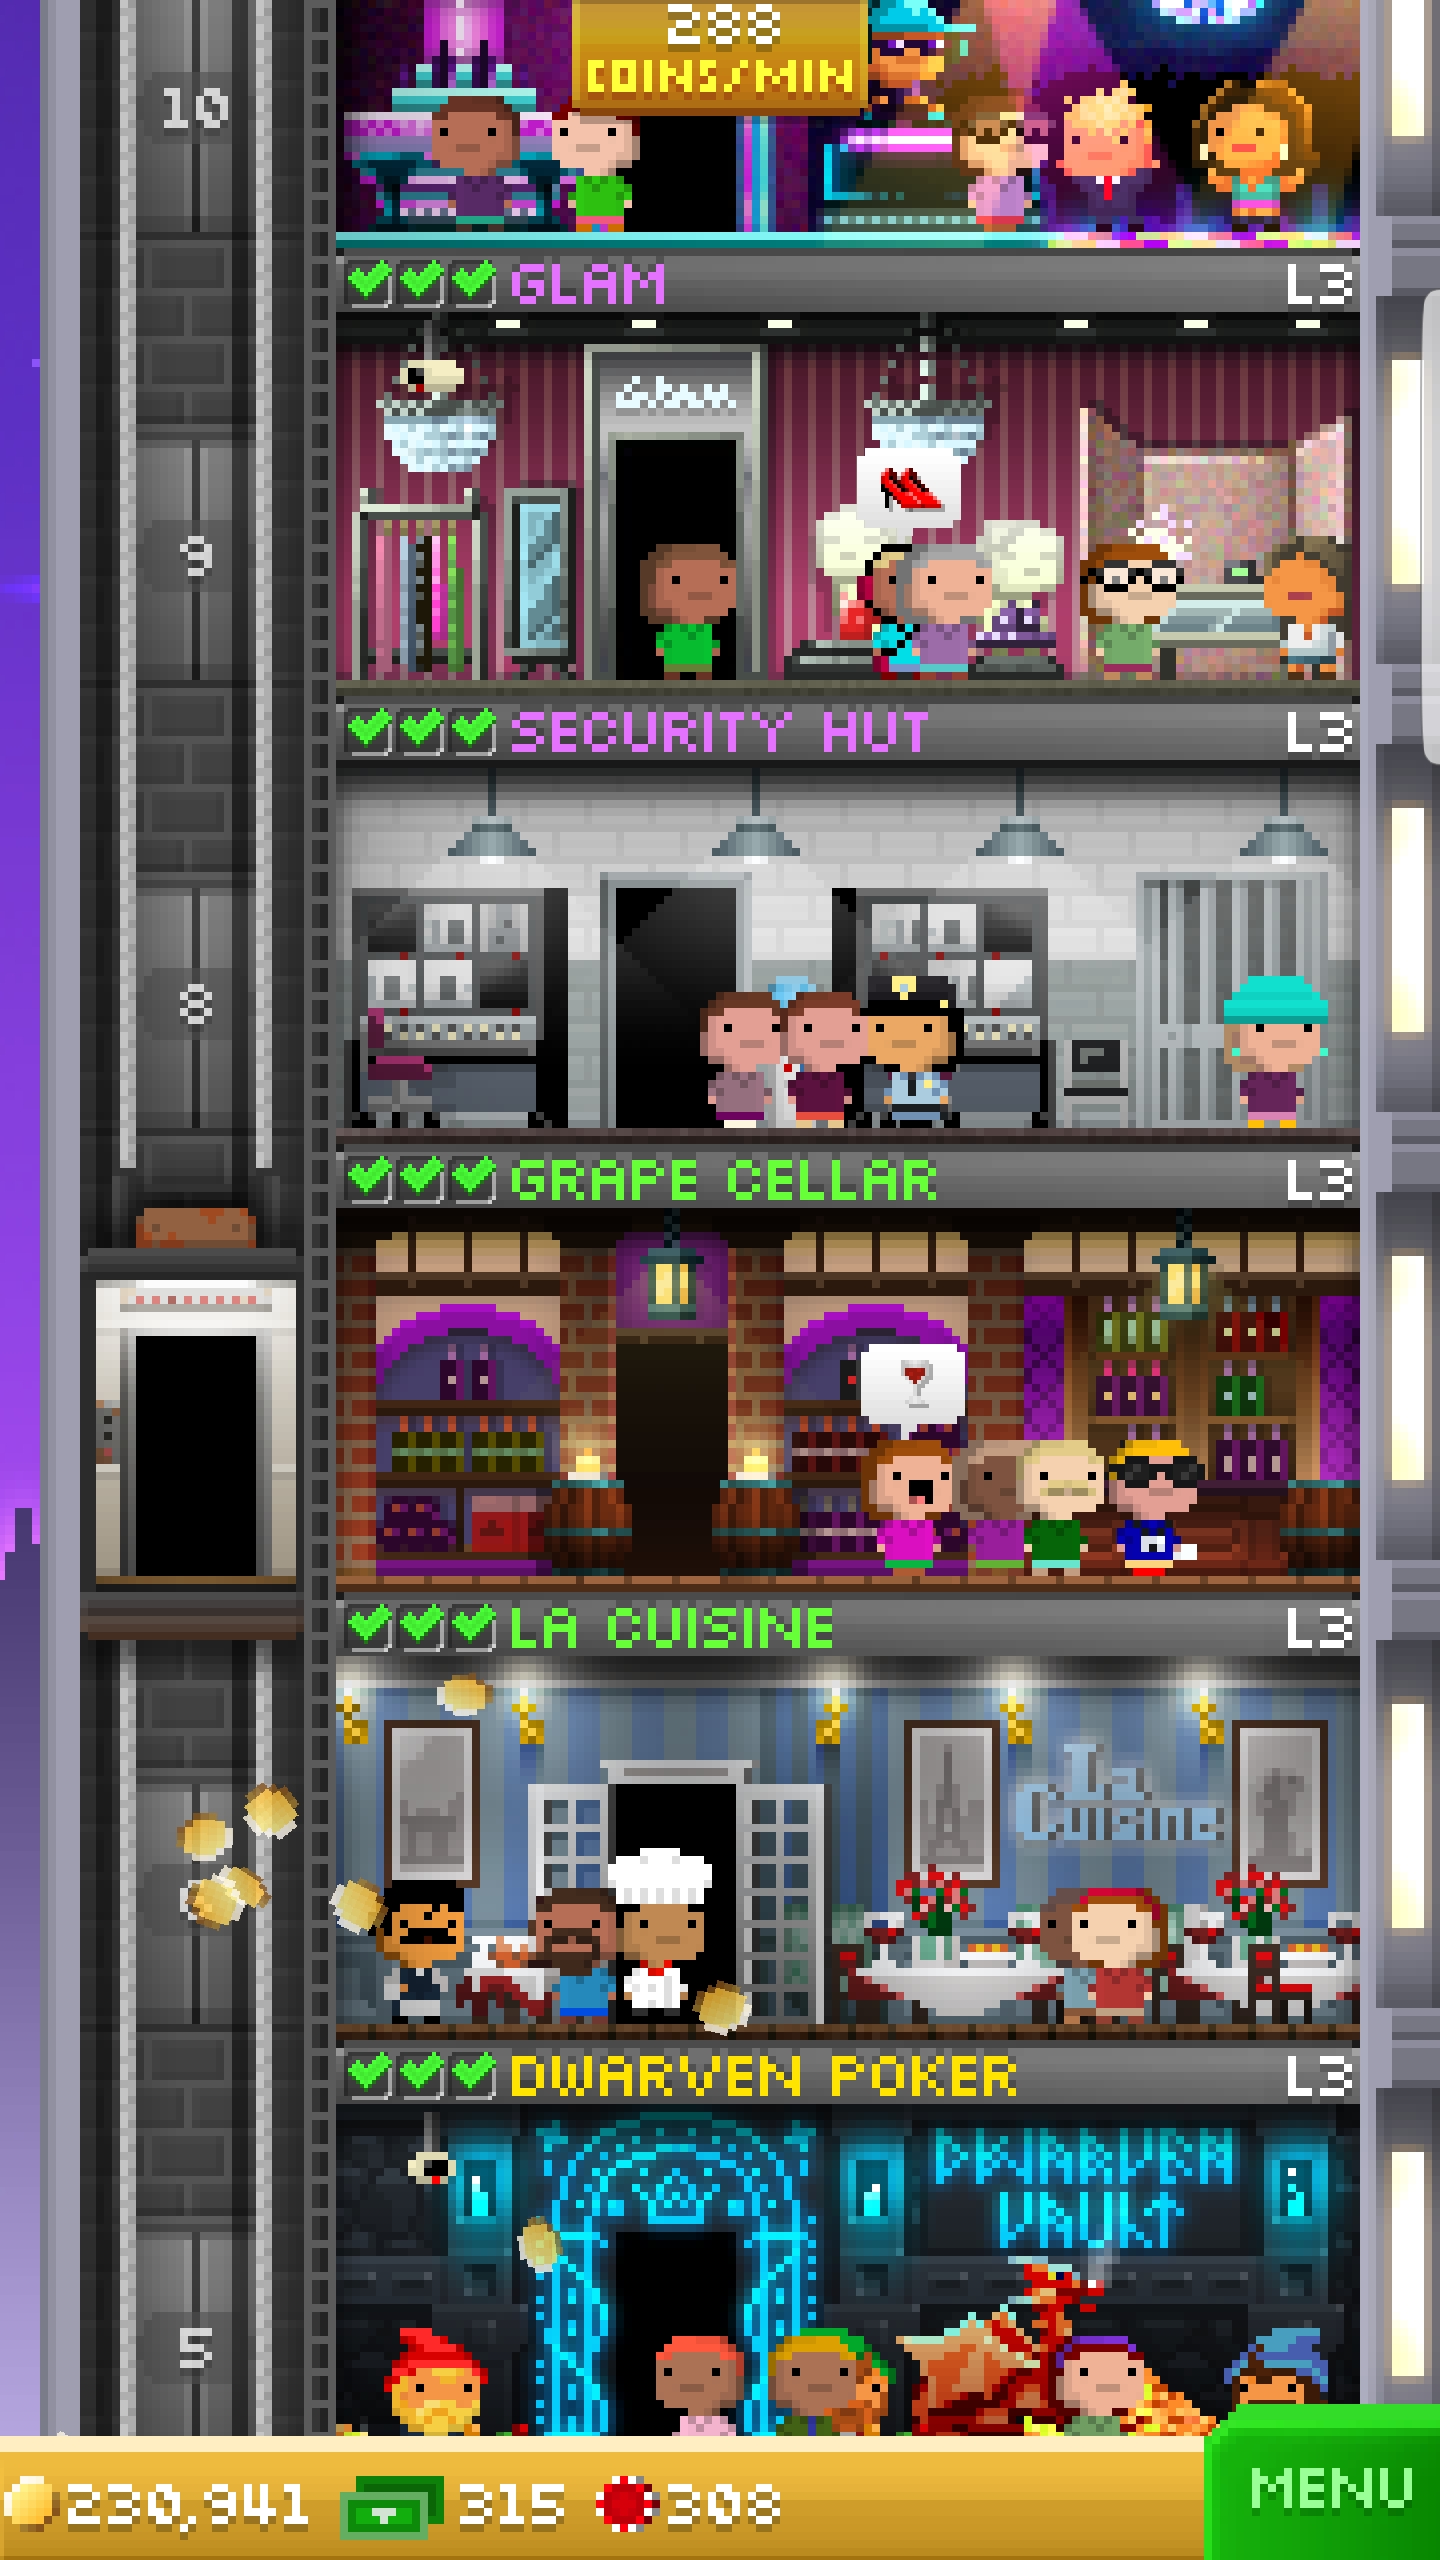 288
COINS/MIN
10
GLAM L3
Glam
9
SECURITY HUT L3
8
GRAPE CELLAR L3
LA CUISINE L3
La
Cuisine
DWARVEN POKER L3
DWARVEN
VAULT
5
230,941 315 308
MENU